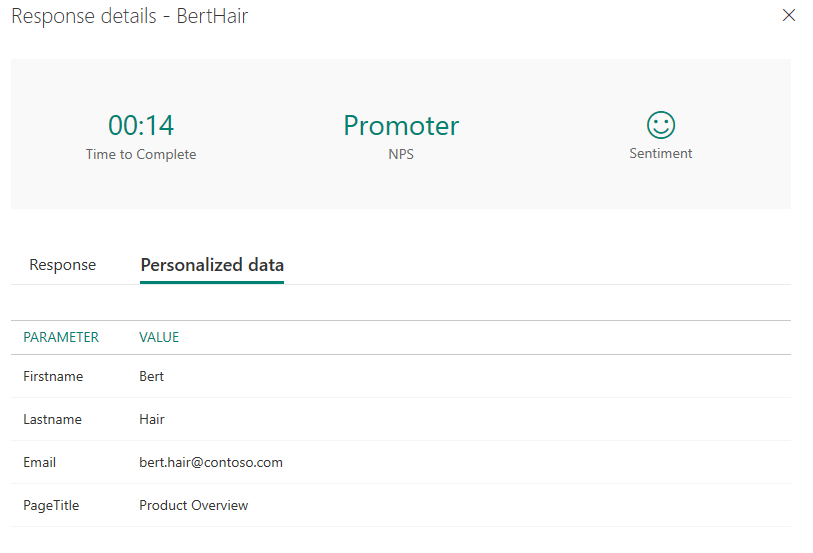 Response details - BertHair
00:14
Time to Complete
Promoter
NPS
Sentiment
Response
Personalized data
PARAMETER VALUE
Firstname Bert
Lastname Hair
Email bert.hair@contoso.com
PageTitle Product Overview